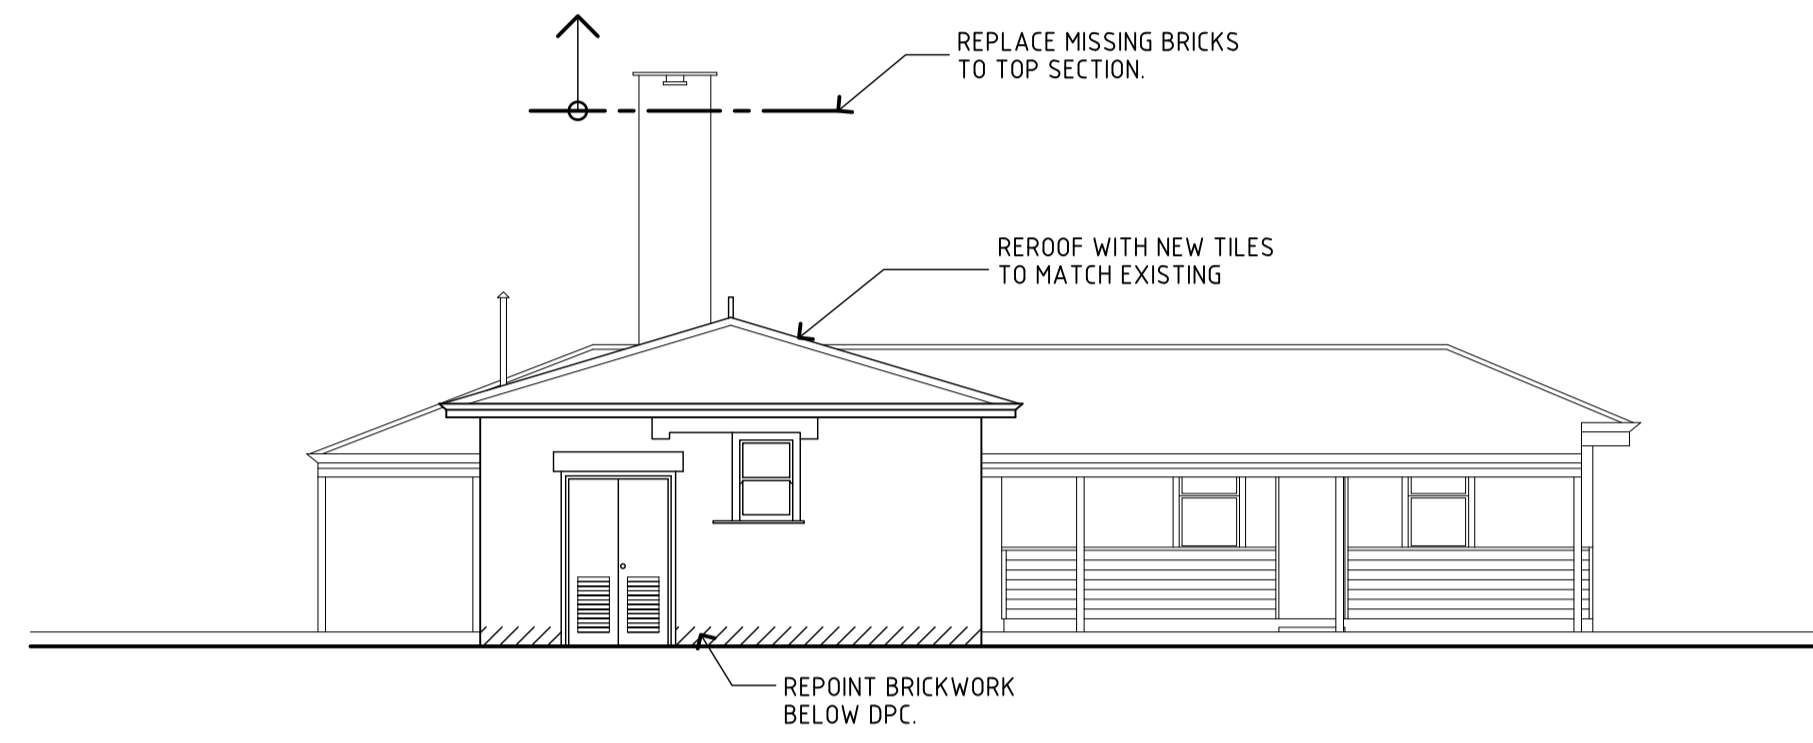 REPLACE MISSING BRICKS
TO TOP SECTION.
REROOF WITH NEW TILES
TO MATCH EXISTING
REPOINT BRICKWORK
BELOW DPC.